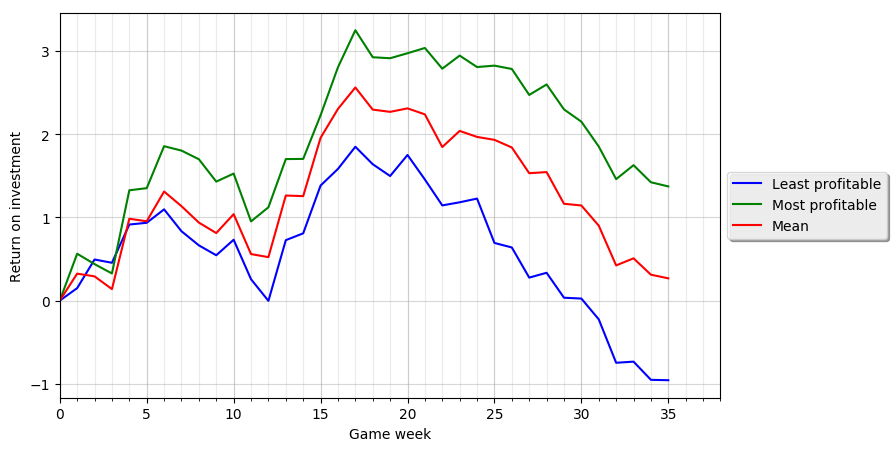 3
2
1
0
−1
Return on investment
0 5 10 15 20 25 30 35
Game week
Least profitable
Most profitable
Mean